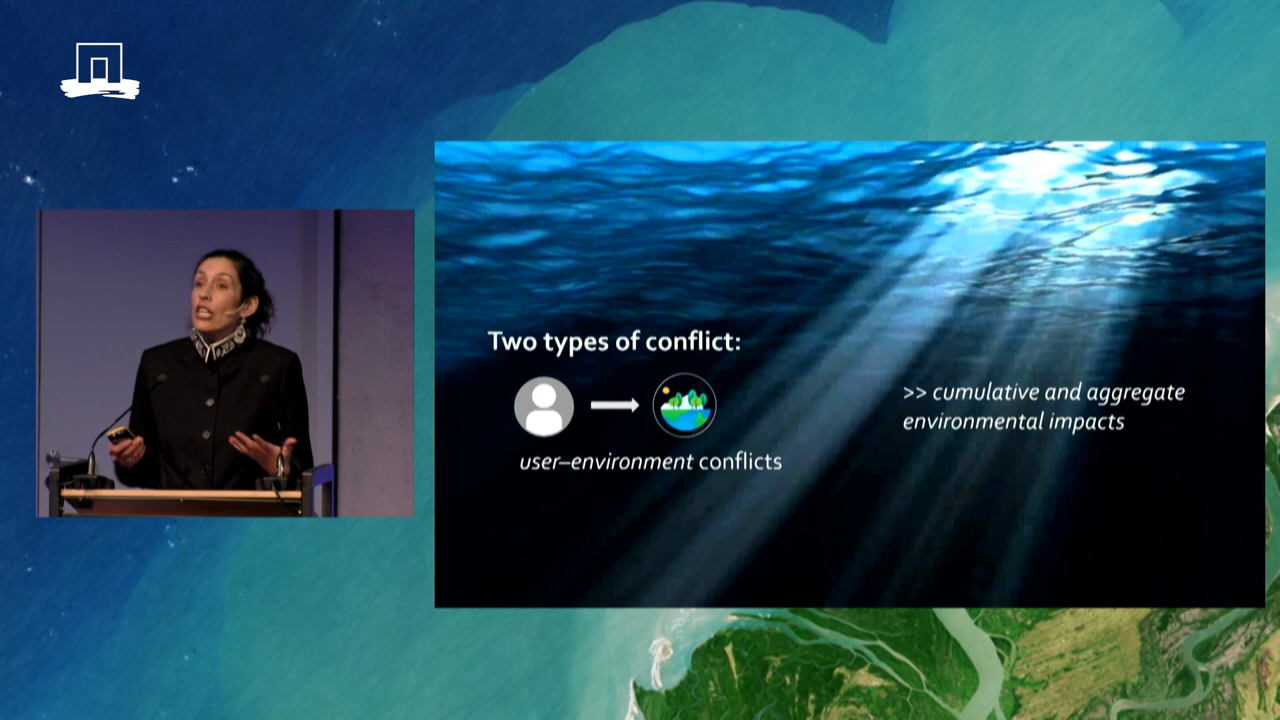 Two types of conflict:
>> cumulative and aggregate
environmental impacts
user–environment conflicts